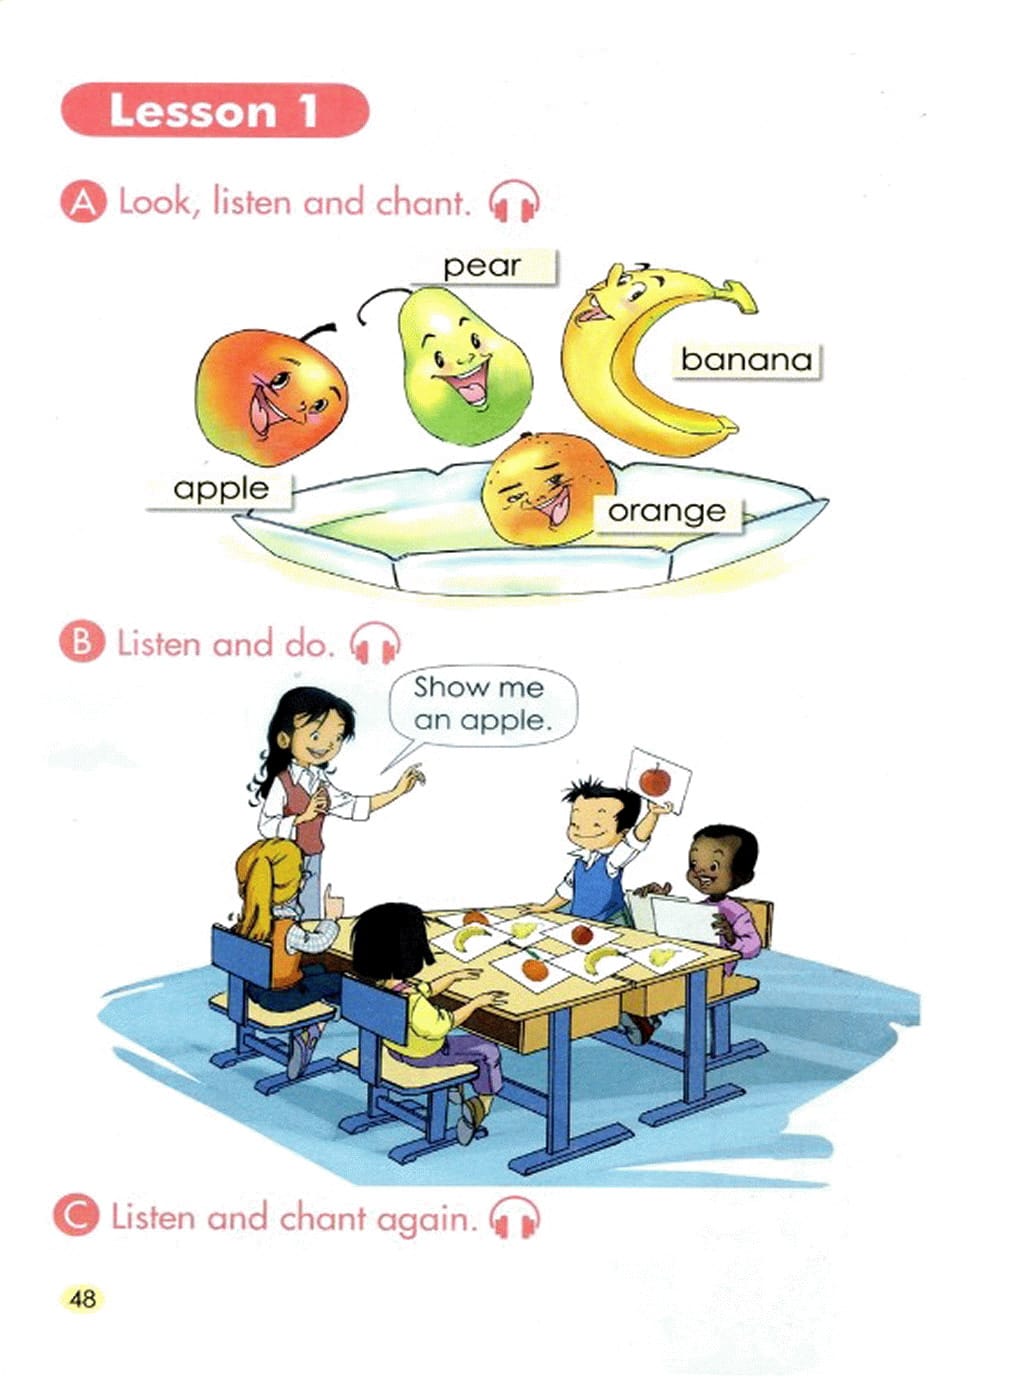 Lesson 1
A Look, listen and chant.
pear
banana
apple
orange
B Listen and do.
Show me
an apple.
C Listen and chant again.
48